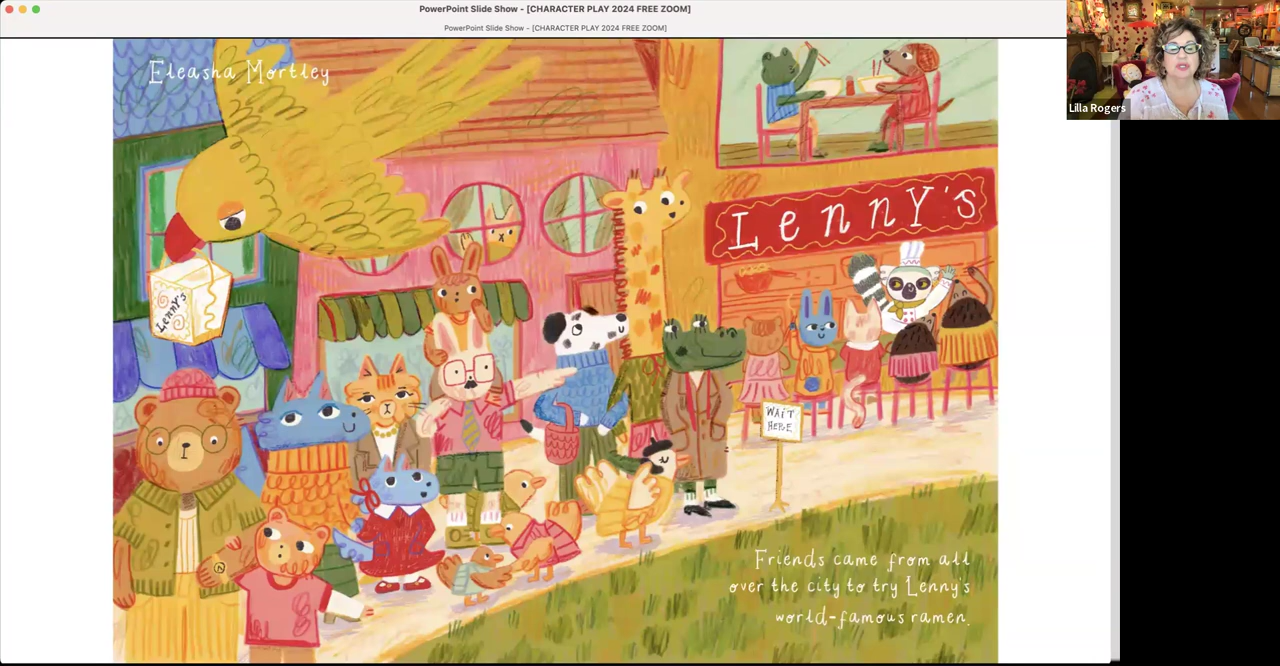 PowerPoint Slide Show - [CHARACTER PLAY 2024 FREE ZOOM]
PowerPoint Slide Show - [CHARACTER PLAY 2024 FREE ZOOM]
Eleasha Mortley
Lilla Rogers
LENNY'S
LENNY'S
WAIT
HERE
N
Friends came from all
over the city to try Lenny's
world-famous ramen.